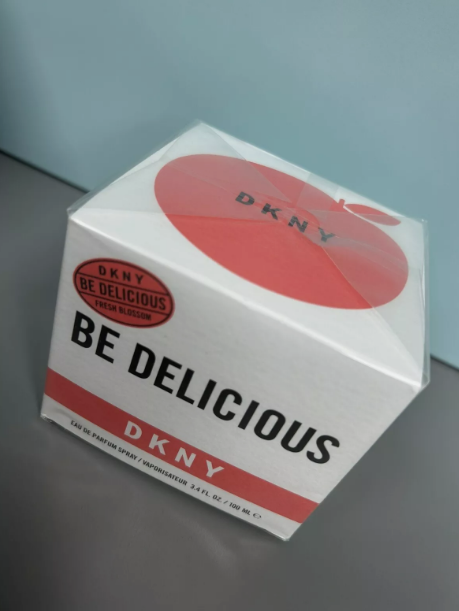 DKNY
DKNY
BE DELICIOUS
FRESH BLOSSOM
BE DELICIOUS
DKNY
EAU DE PARFUM SPRAY / VAPORISATEUR 3.4 FL. OZ. / 100 ML ℮